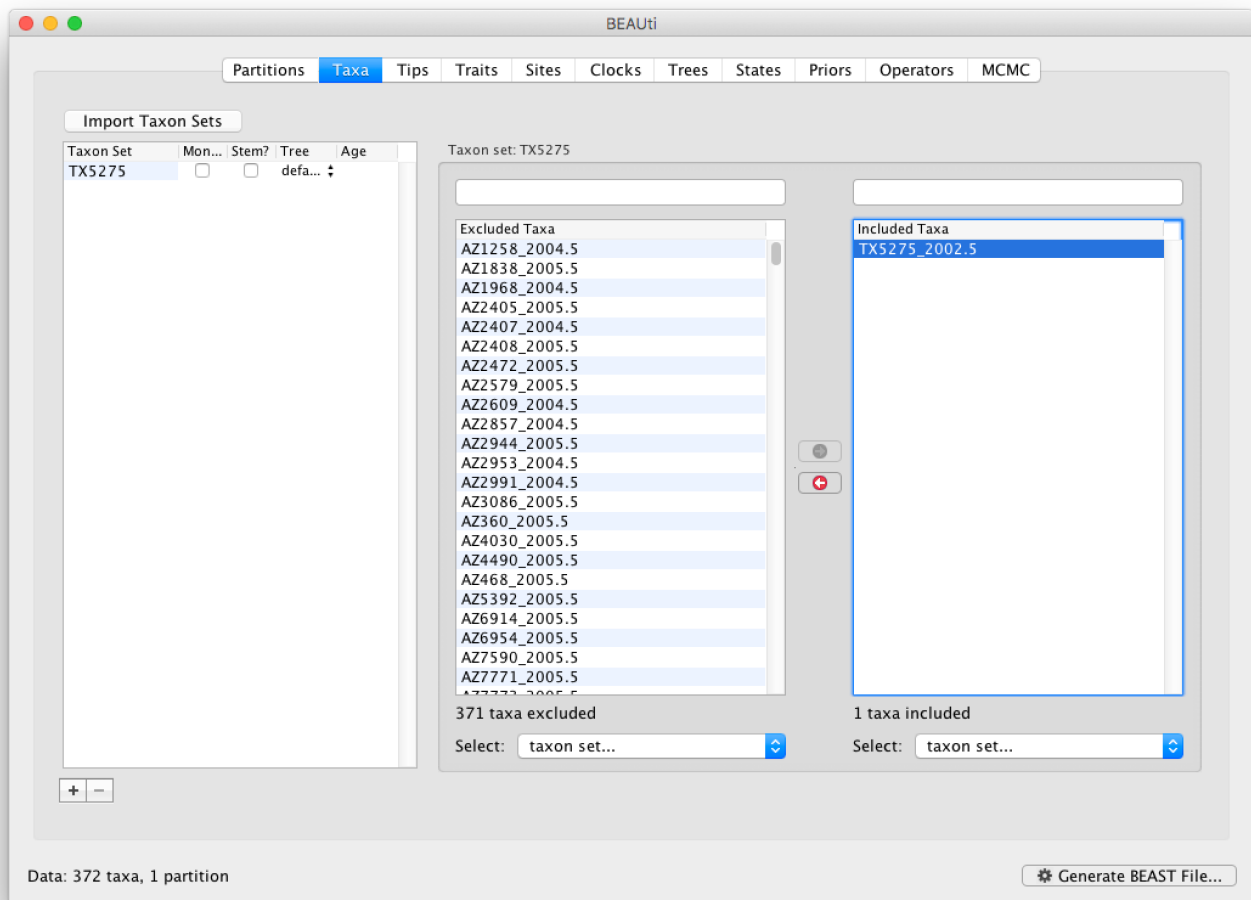 BEAUti
Partitions Taxa Tips Traits Sites Clocks Trees States Priors Operators MCMC
Import Taxon Sets
Taxon Set Mon... Stem? Tree Age
TX5275 defa...
Taxon set: TX5275
Excluded Taxa
AZ1258_2004.5
AZ1838_2005.5
AZ1968_2004.5
AZ2405_2005.5
AZ2407_2004.5
AZ2408_2005.5
AZ2472_2005.5
AZ2579_2005.5
AZ2609_2004.5
AZ2857_2004.5
AZ2944_2005.5
AZ2953_2004.5
AZ2991_2004.5
AZ3086_2005.5
AZ360_2005.5
AZ4030_2005.5
AZ4490_2005.5
AZ468_2005.5
AZ5392_2005.5
AZ6914_2005.5
AZ6954_2005.5
AZ7590_2005.5
AZ7771_2005.5
371 taxa excluded
Select: taxon set...
Included Taxa
TX5275_2002.5
1 taxa included
Select: taxon set...
+ −
Data: 372 taxa, 1 partition
Generate BEAST File...